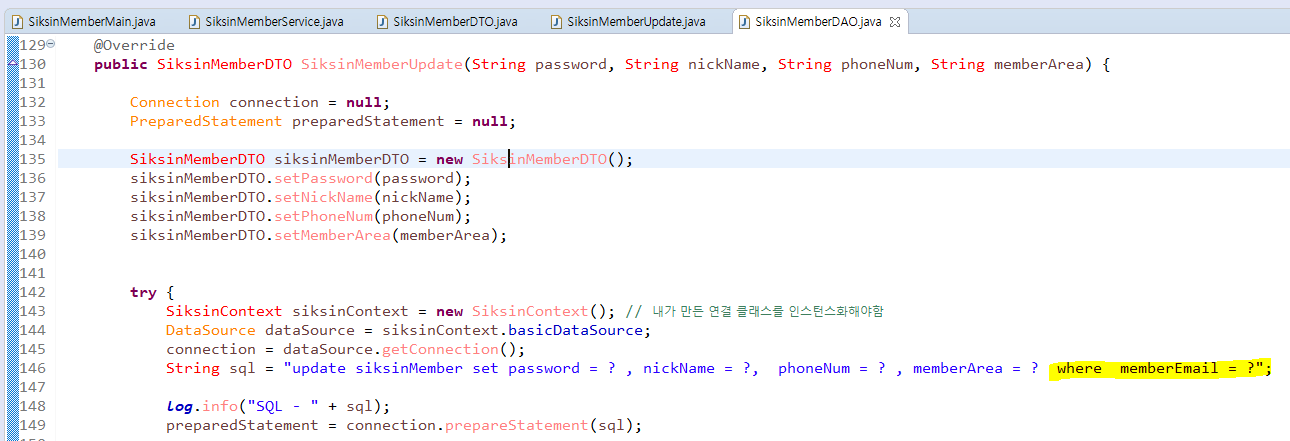 SiksinMemberMain.java SiksinMemberService.java SiksinMemberDTO.java SiksinMemberUpdate.java SiksinMemberDAO.java
129 @Override
130 public SiksinMemberDTO SiksinMemberUpdate(String password, String nickName, String phoneNum, String memberArea) {
131
132 Connection connection = null;
133 PreparedStatement preparedStatement = null;
134
135 SiksinMemberDTO siksinMemberDTO = new SiksinMemberDTO();
136 siksinMemberDTO.setPassword(password);
137 siksinMemberDTO.setNickName(nickName);
138 siksinMemberDTO.setPhoneNum(phoneNum);
139 siksinMemberDTO.setMemberArea(memberArea);
140
141
142 try {
143 SiksinContext siksinContext = new SiksinContext(); // 내가 만든 연결 클래스를 인스턴스화해야함
144 DataSource dataSource = siksinContext.basicDataSource;
145 connection = dataSource.getConnection();
146 String sql = "update siksinMember set password = ? , nickName = ?,  phoneNum = ? , memberArea = ?  where  memberEmail = ?";
147
148 log.info("SQL - " + sql);
149 preparedStatement = connection.prepareStatement(sql);